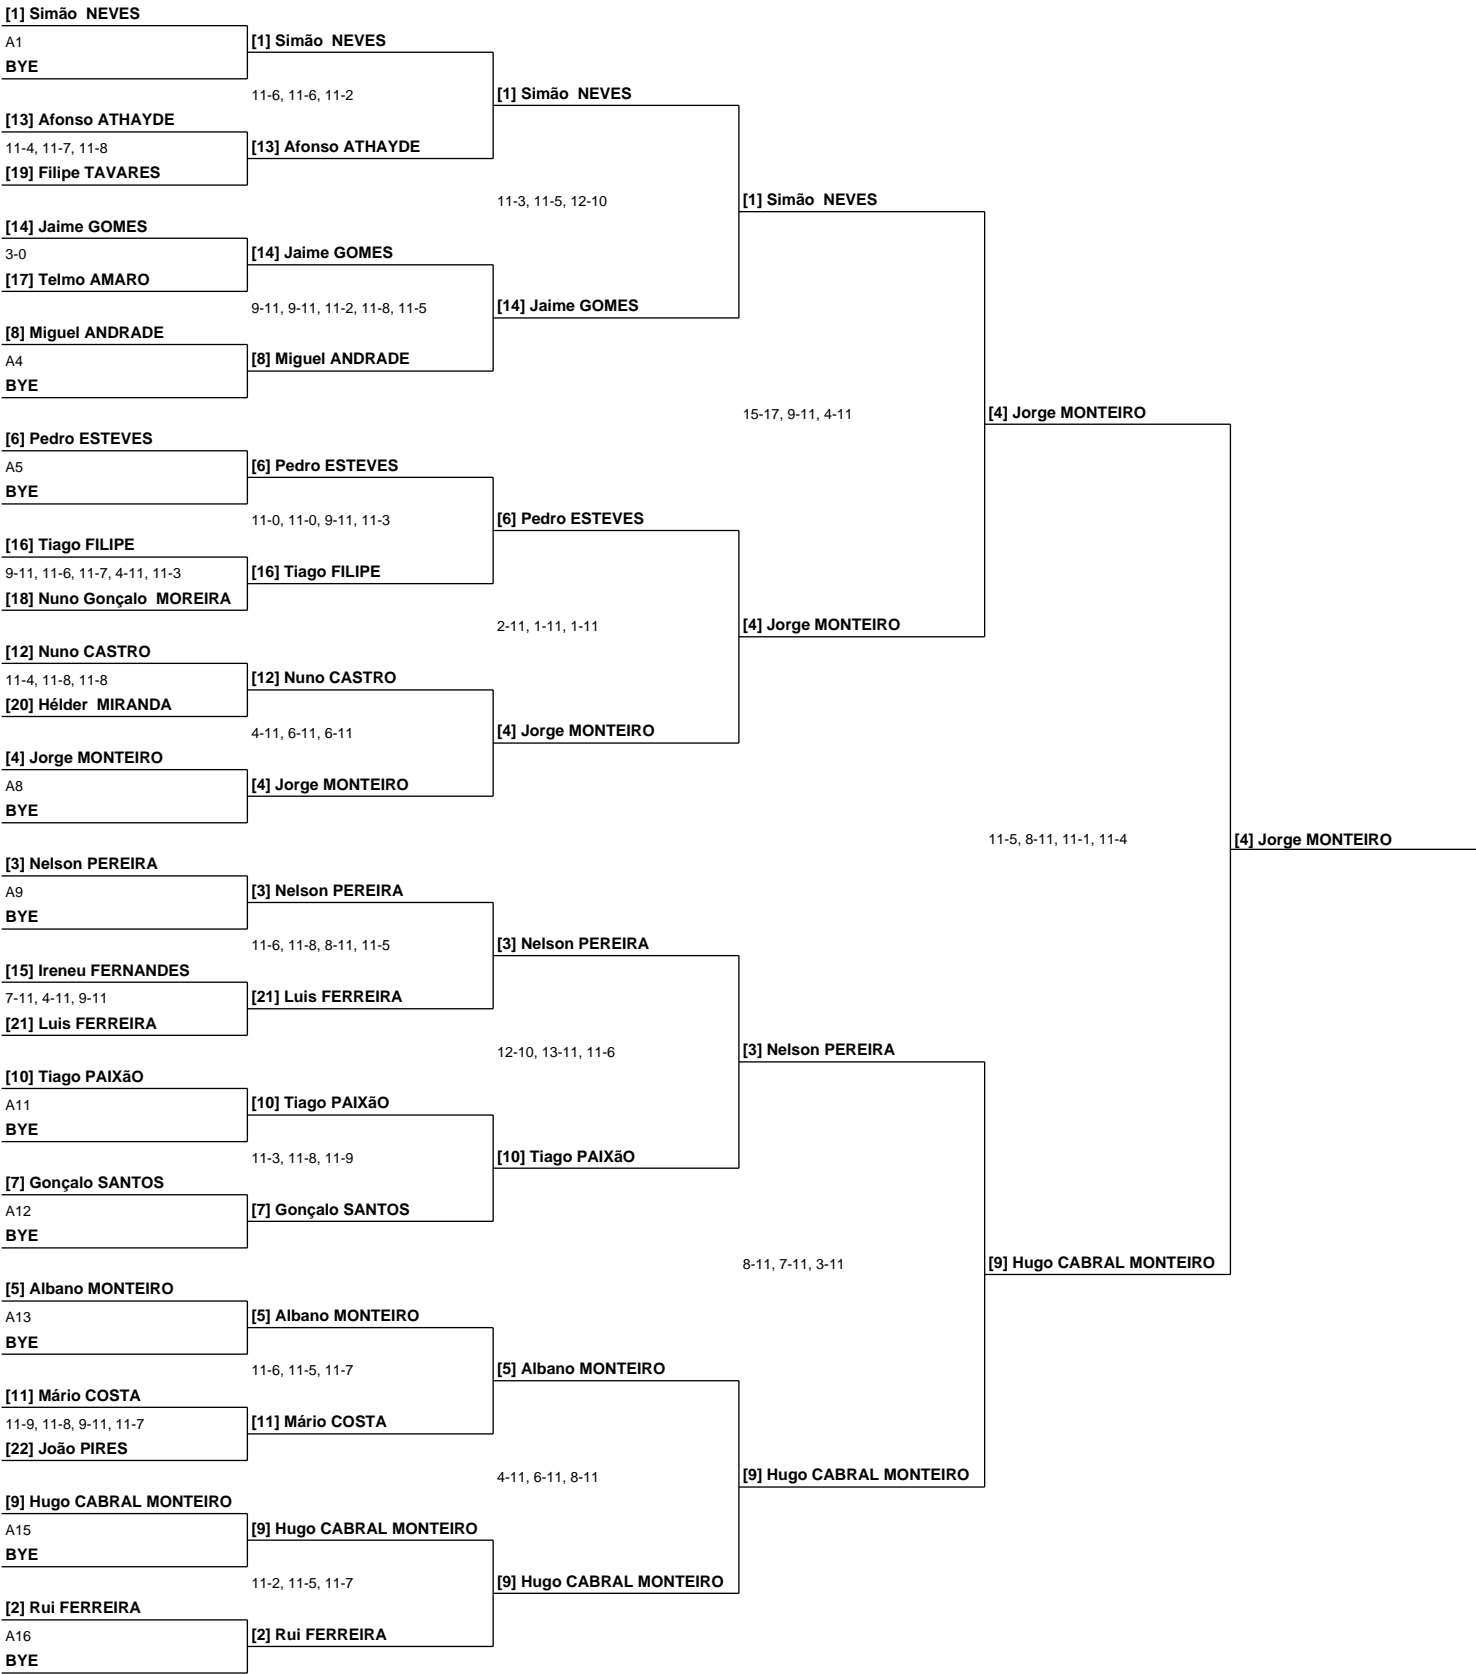 [1] Simão  NEVES
A1
BYE
[13] Afonso ATHAYDE
11-4, 11-7, 11-8
[19] Filipe TAVARES
[14] Jaime GOMES
3-0
[17] Telmo AMARO
[8] Miguel ANDRADE
A4
BYE
[6] Pedro ESTEVES
A5
BYE
[16] Tiago FILIPE
9-11, 11-6, 11-7, 4-11, 11-3
[18] Nuno Gonçalo  MOREIRA
[12] Nuno CASTRO
11-4, 11-8, 11-8
[20] Hélder  MIRANDA
[4] Jorge MONTEIRO
A8
BYE
[3] Nelson PEREIRA
A9
BYE
[15] Ireneu FERNANDES
7-11, 4-11, 9-11
[21] Luis FERREIRA
[10] Tiago PAIXãO
A11
BYE
[7] Gonçalo SANTOS
A12
BYE
[5] Albano MONTEIRO
A13
BYE
[11] Mário COSTA
11-9, 11-8, 9-11, 11-7
[22] João PIRES
[9] Hugo CABRAL MONTEIRO
A15
BYE
[2] Rui FERREIRA
A16
BYE
[1] Simão  NEVES
11-6, 11-6, 11-2
[13] Afonso ATHAYDE
[14] Jaime GOMES
9-11, 9-11, 11-2, 11-8, 11-5
[8] Miguel ANDRADE
[6] Pedro ESTEVES
11-0, 11-0, 9-11, 11-3
[16] Tiago FILIPE
[12] Nuno CASTRO
4-11, 6-11, 6-11
[4] Jorge MONTEIRO
[3] Nelson PEREIRA
11-6, 11-8, 8-11, 11-5
[21] Luis FERREIRA
[10] Tiago PAIXãO
11-3, 11-8, 11-9
[7] Gonçalo SANTOS
[5] Albano MONTEIRO
11-6, 11-5, 11-7
[11] Mário COSTA
[9] Hugo CABRAL MONTEIRO
11-2, 11-5, 11-7
[2] Rui FERREIRA
[1] Simão  NEVES
11-3, 11-5, 12-10
[14] Jaime GOMES
[6] Pedro ESTEVES
2-11, 1-11, 1-11
[4] Jorge MONTEIRO
[3] Nelson PEREIRA
12-10, 13-11, 11-6
[10] Tiago PAIXãO
[5] Albano MONTEIRO
4-11, 6-11, 8-11
[9] Hugo CABRAL MONTEIRO
[1] Simão  NEVES
15-17, 9-11, 4-11
[4] Jorge MONTEIRO
[3] Nelson PEREIRA
8-11, 7-11, 3-11
[9] Hugo CABRAL MONTEIRO
[4] Jorge MONTEIRO
11-5, 8-11, 11-1, 11-4
[9] Hugo CABRAL MONTEIRO
[4] Jorge MONTEIRO